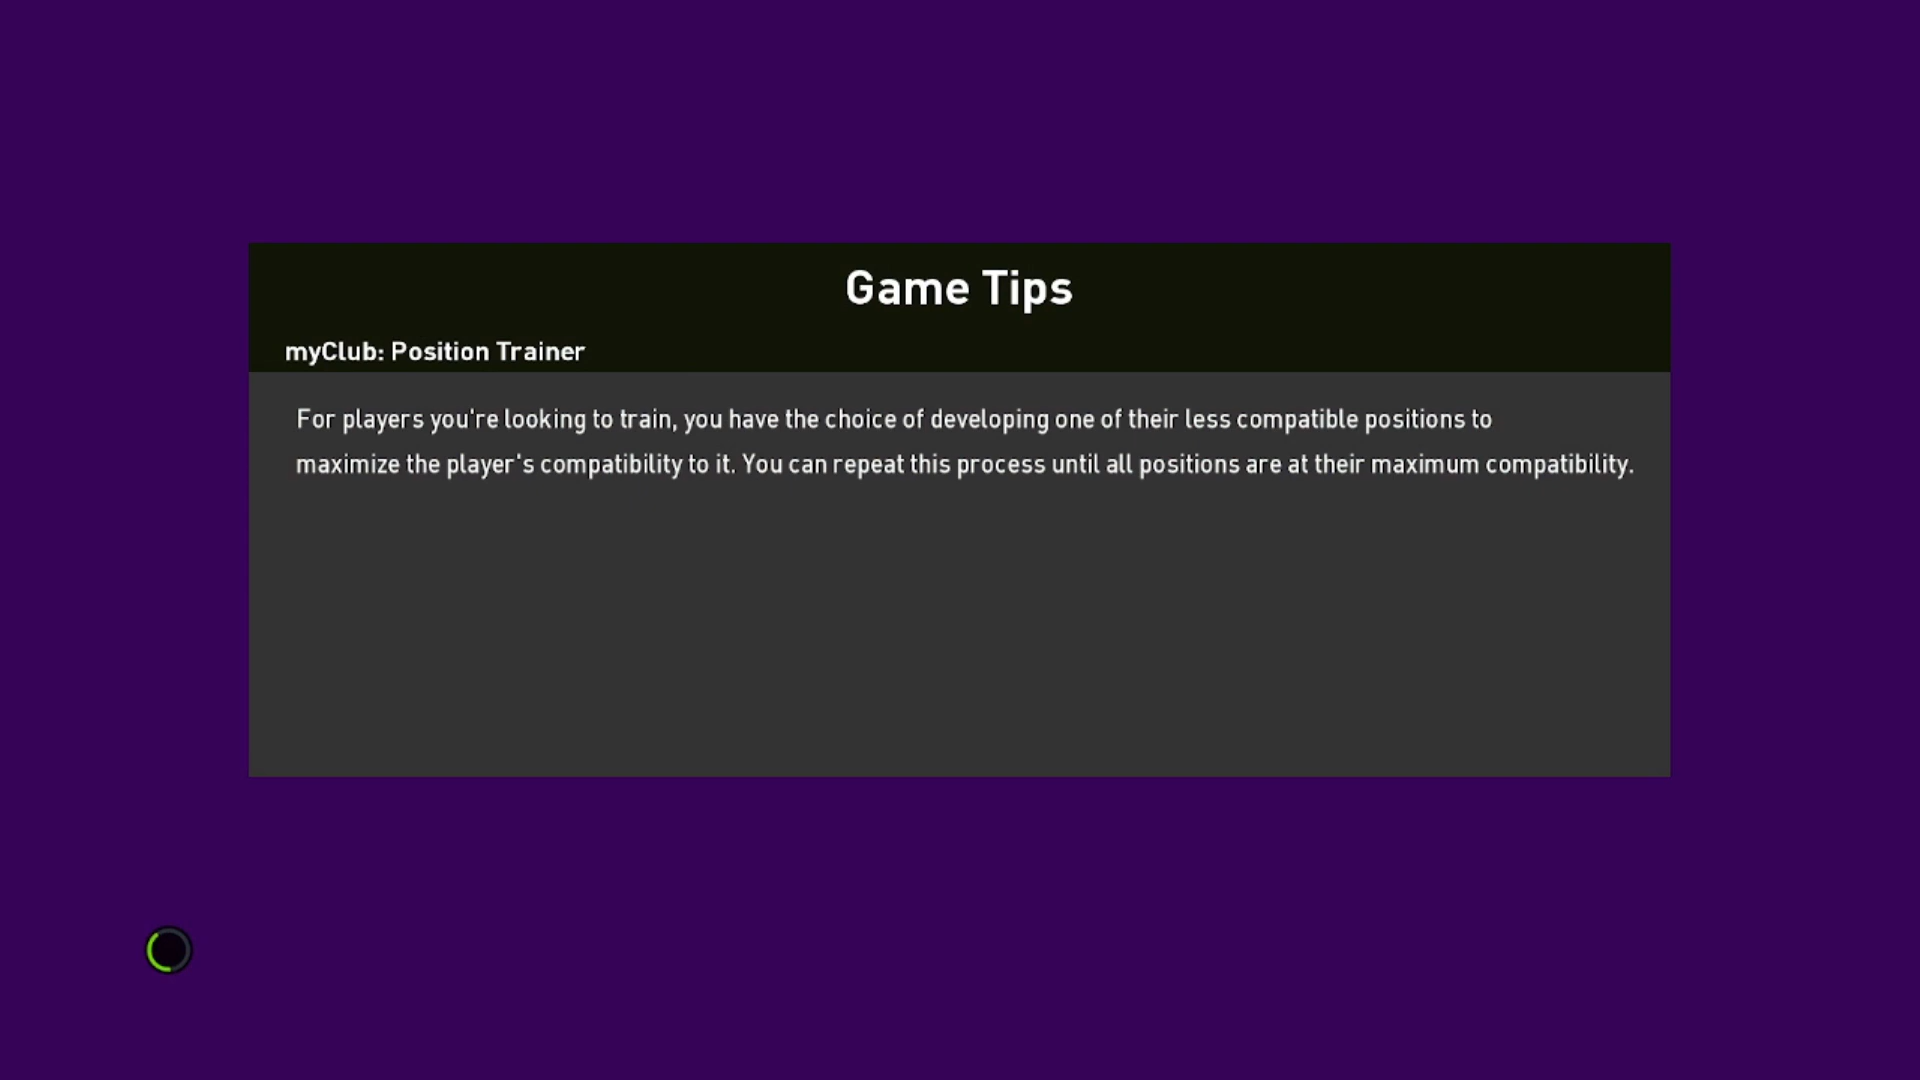 Game Tips
myClub: Position Trainer
For players you're looking to train, you have the choice of developing one of their less compatible positions to
maximize the player's compatibility to it. You can repeat this process until all positions are at their maximum compatibility.